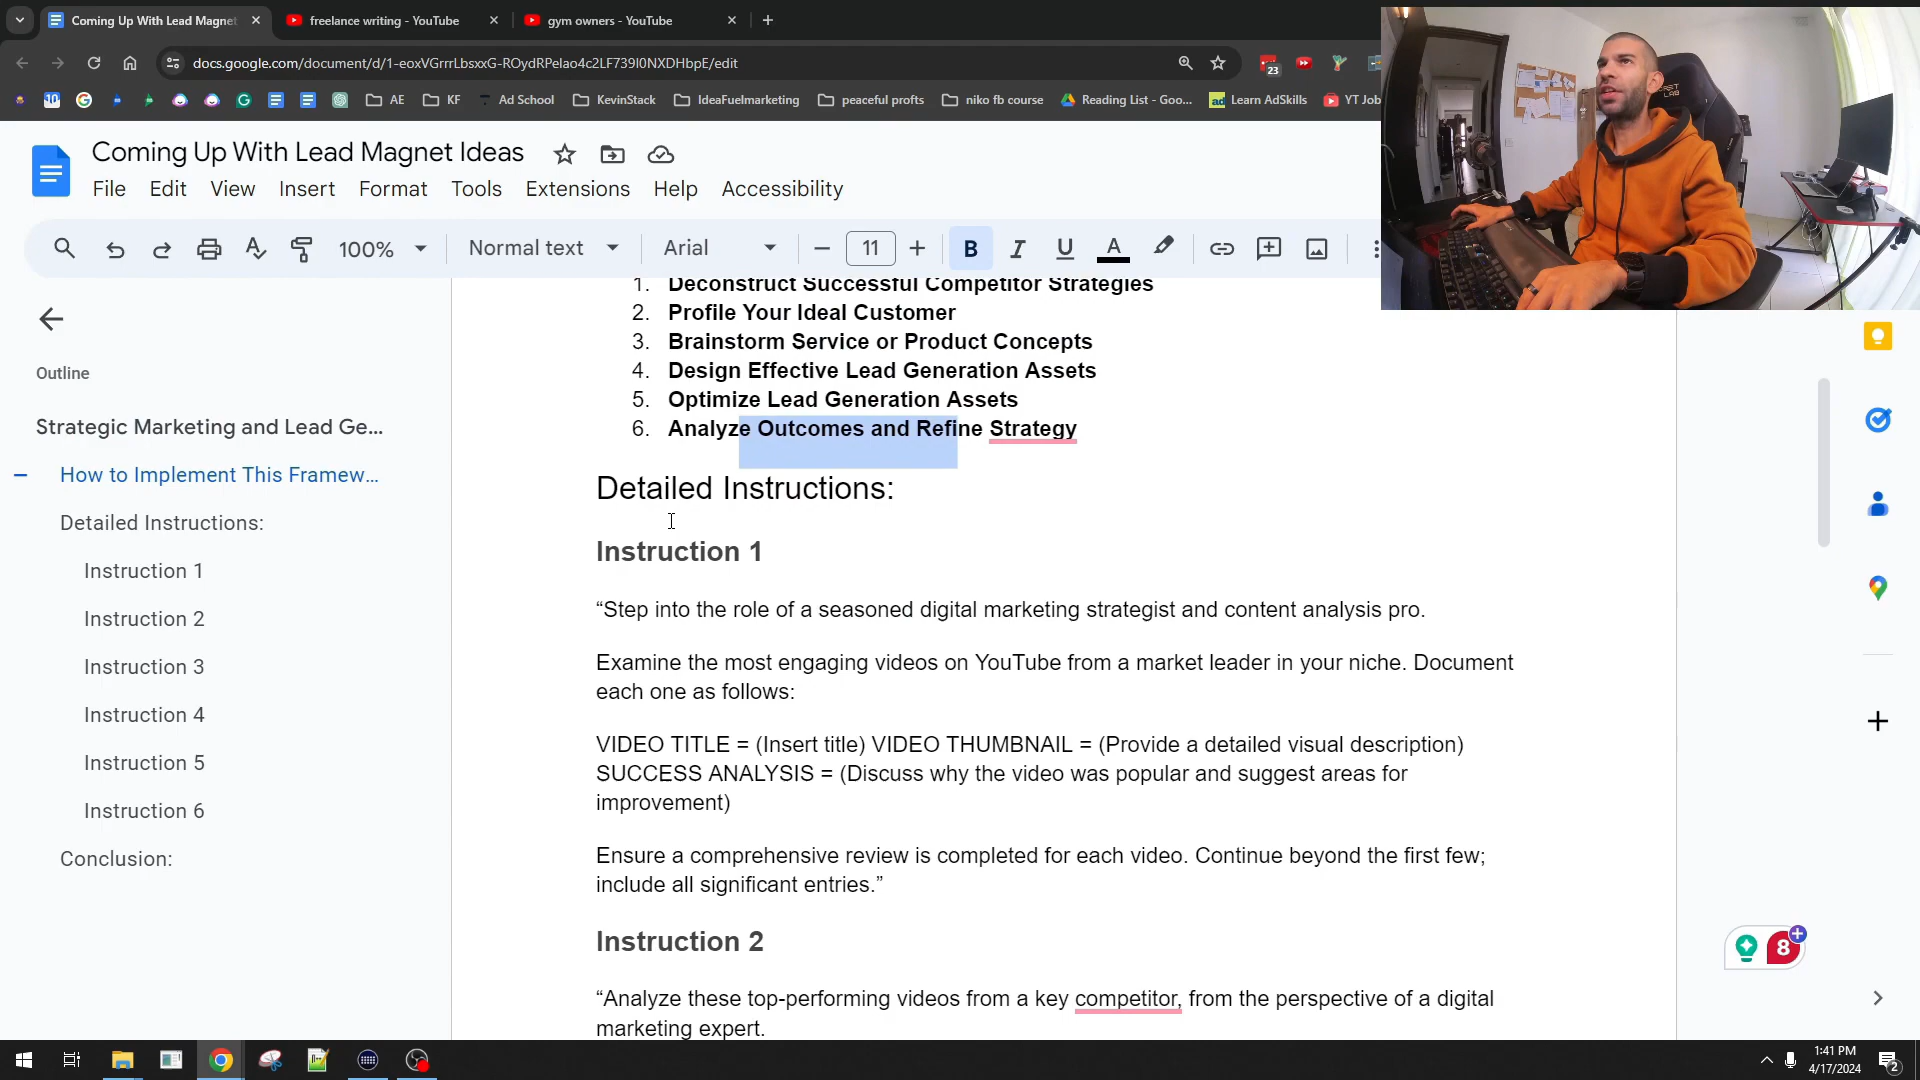 Coming Up With Lead Magnet
freelance writing - YouTube
gym owners - YouTube
docs.google.com/document/d/1-eoxVGrrrLbsxxG-ROydRPelao4c2LF739I0NXDHbpE/edit
23
10
AE
KF
Ad School
KevinStack
IdeaFuelmarketing
peaceful profts
niko fb course
Reading List - Goo...
ad
Learn AdSkills
YT Job
Coming Up With Lead Magnet Ideas
File Edit View Insert Format Tools Extensions Help Accessibility
100%
Normal text
Arial
11
B I U A
Outline
Strategic Marketing and Lead Ge...
How to Implement This Framew...
Detailed Instructions:
Instruction 1
Instruction 2
Instruction 3
Instruction 4
Instruction 5
Instruction 6
Conclusion:
1. Deconstruct Successful Competitor Strategies
2. Profile Your Ideal Customer
3. Brainstorm Service or Product Concepts
4. Design Effective Lead Generation Assets
5. Optimize Lead Generation Assets
6. Analyze Outcomes and Refine Strategy
Detailed Instructions:
Instruction 1
“Step into the role of a seasoned digital marketing strategist and content analysis pro.
Examine the most engaging videos on YouTube from a market leader in your niche. Document
each one as follows:
VIDEO TITLE = (Insert title) VIDEO THUMBNAIL = (Provide a detailed visual description)
SUCCESS ANALYSIS = (Discuss why the video was popular and suggest areas for
improvement)
Ensure a comprehensive review is completed for each video. Continue beyond the first few;
include all significant entries.”
Instruction 2
“Analyze these top-performing videos from a key competitor, from the perspective of a digital
marketing expert.
8
1:41 PM
4/17/2024
2